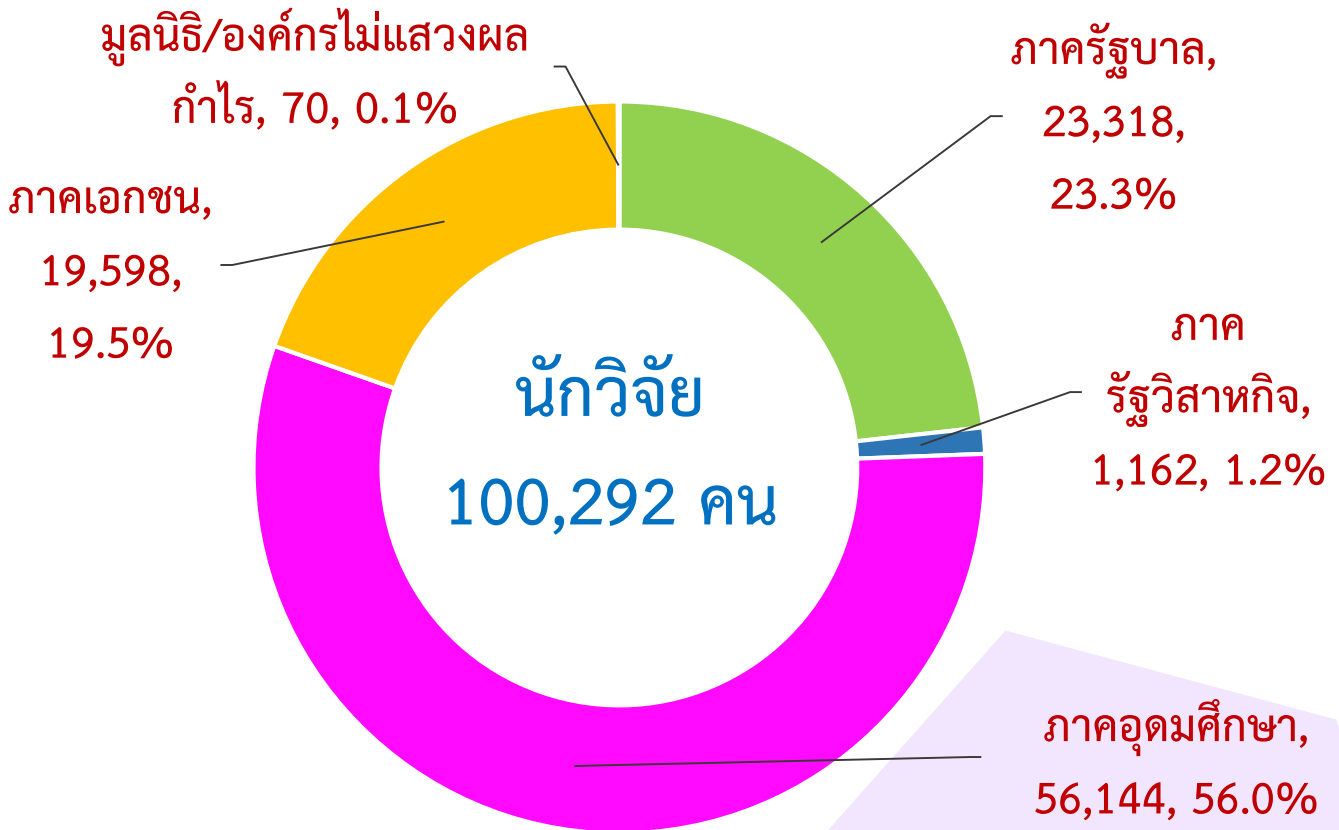 มูลนิธิ/องค์กรไม่แสวงผล
กำไร, 70, 0.1%
ภาครัฐบาล,
23,318,
23.3%
ภาคเอกชน,
19,598,
19.5%
ภาค
รัฐวิสาหกิจ,
1,162, 1.2%
นักวิจัย
100,292 คน
ภาคอุดมศึกษา,
56,144, 56.0%